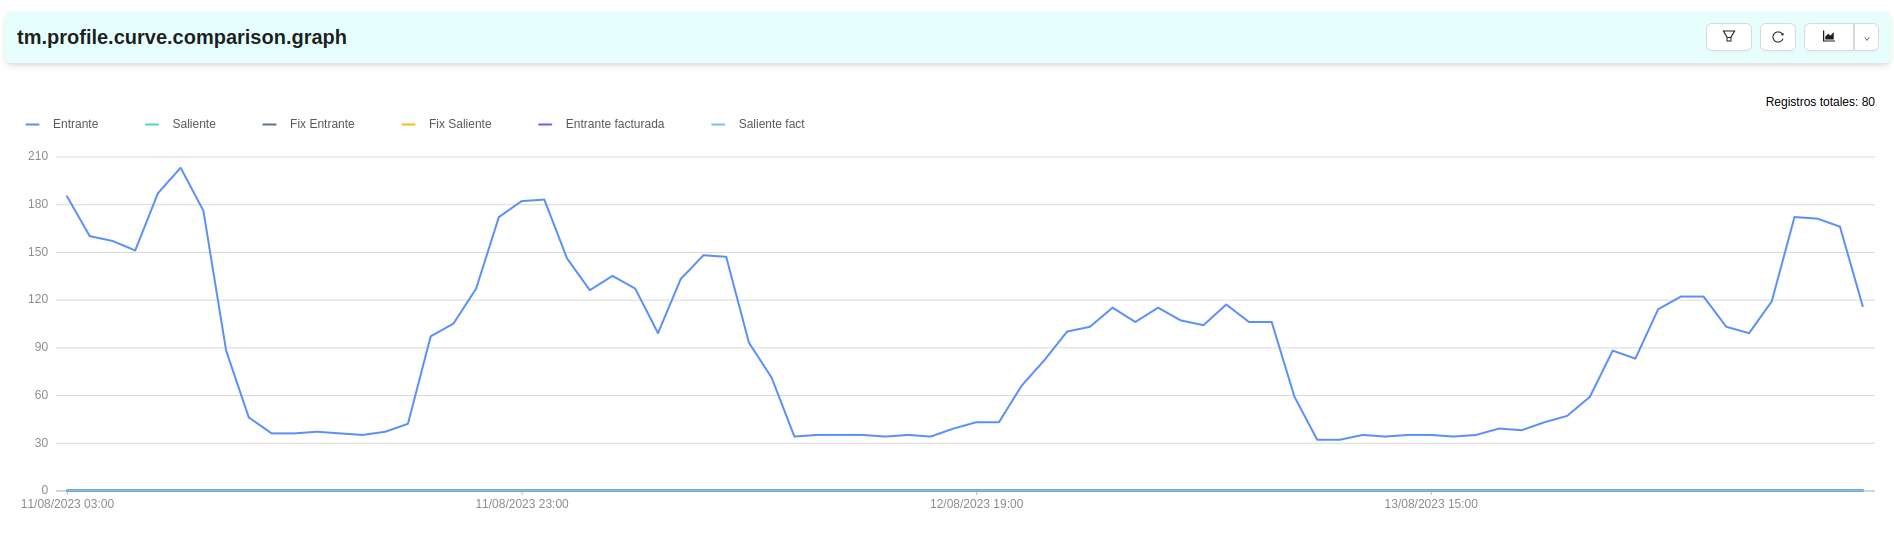 tm.profile.curve.comparison.graph
Registros totales: 80
Entrante Saliente Fix Entrante Fix Saliente Entrante facturada Saliente fact
210
180
150
120
90
60
30
0
11/08/2023 03:00 11/08/2023 23:00 12/08/2023 19:00 13/08/2023 15:00